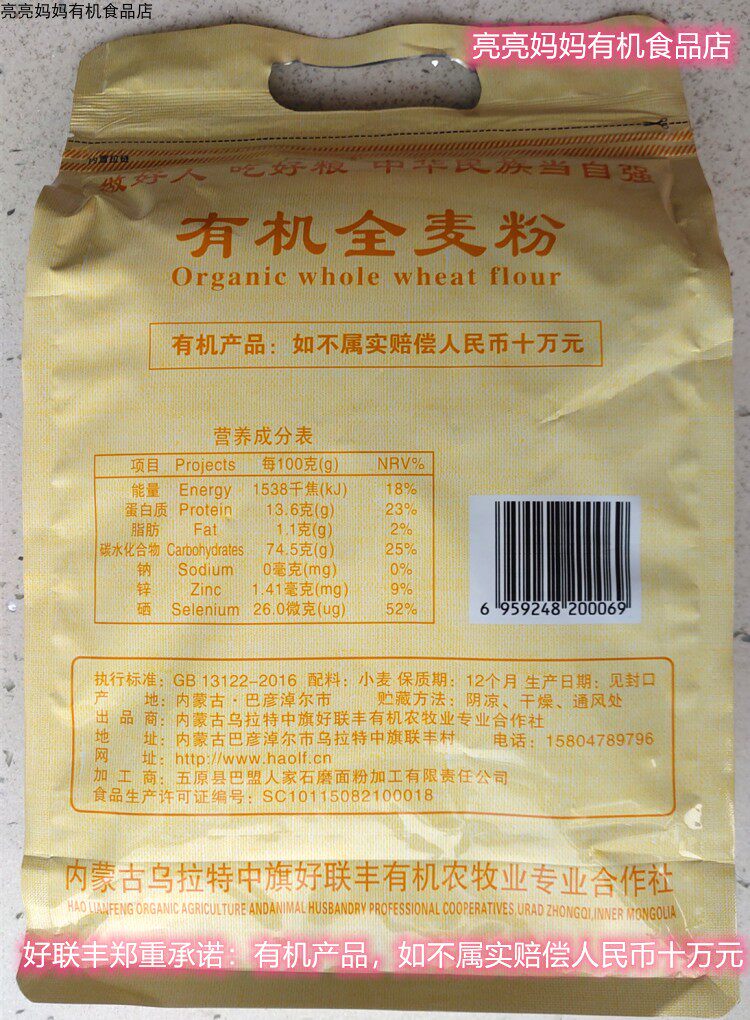 亮亮妈妈有机食品店
亮亮妈妈有机食品店
内置拉链
做好人 吃好粮 中华民族当自强
有机全麦粉
Organic whole wheat flour
有机产品：如不属实赔偿人民币十万元
营养成分表
项目 Projects 每100克(g) NRV%
能量 Energy 1538千焦(kJ) 18%
蛋白质 Protein 13.6克(g) 23%
脂肪 Fat 1.1克(g) 2%
碳水化合物 Carbohydrates 74.5克(g) 25%
钠 Sodium 0毫克(mg) 0%
锌 Zinc 1.41毫克(mg) 9%
硒 Selenium 26.0微克(ug) 52%
6 959248 200069
执行标准：GB 13122-2016 配料：小麦 保质期：12个月 生产日期：见封口
产 地：内蒙古·巴彦淖尔市 贮藏方法：阴凉、干燥、通风处
出品商：内蒙古乌拉特中旗好联丰有机农牧业专业合作社
地 址：内蒙古巴彦淖尔市乌拉特中旗联丰村 电话：15804789796
网 址：http://www.haolf.cn
加工商：五原县巴盟人家石磨面粉加工有限责任公司
食品生产许可证编号：SC10115082100018
内蒙古乌拉特中旗好联丰有机农牧业专业合作社
HAO LIANFENG ORGANIC AGRICULTURE ANDANIMAL HUSBANDRY PROFESSIONAL COOPERATIVES,URAD ZHONGQI,INNER MONGOLIA
好联丰郑重承诺：有机产品，如不属实赔偿人民币十万元